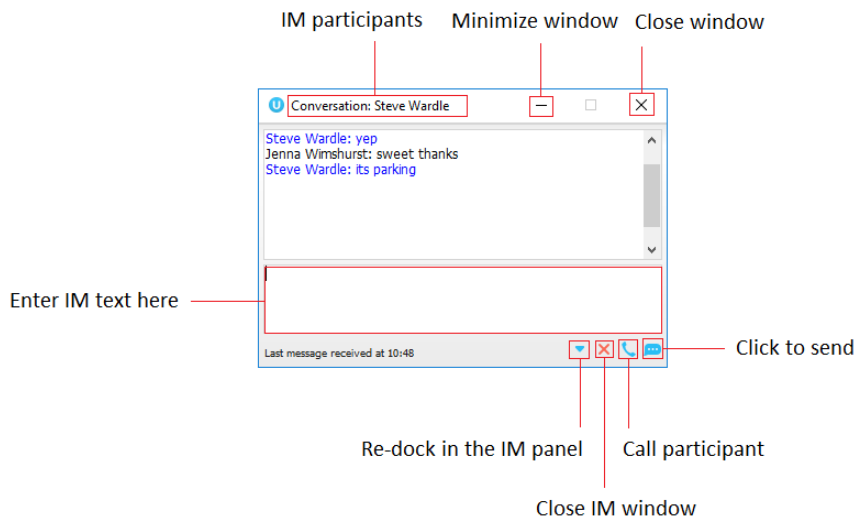 IM participants
Minimize window
Close window
U
Conversation: Steve Wardle
Steve Wardle: yep
Jenna Wimshurst: sweet thanks
Steve Wardle: its parking
Enter IM text here
Last message received at 10:48
Click to send
Re-dock in the IM panel
Call participant
Close IM window